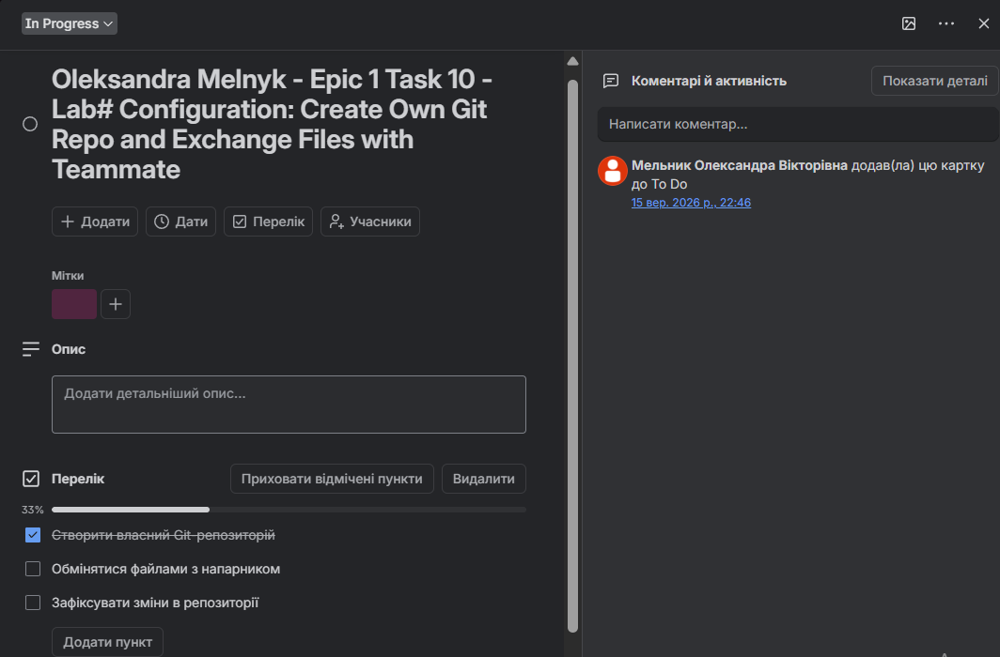 In Progress
Oleksandra Melnyk - Epic 1 Task 10 -
Lab# Configuration: Create Own Git
Repo and Exchange Files with
Teammate
Додати
Дати
Перелік
Учасники
Мітки
Опис
Додати детальніший опис...
Перелік
Приховати відмічені пункти
Видалити
33%
Створити власний Git-репозиторій
Обмінятися файлами з напарником
Зафіксувати зміни в репозиторії
Додати пункт
Коментарі й активність
Показати деталі
Написати коментар...
Мельник Олександра Вікторівна додав(ла) цю картку
до To Do
15 вер. 2026 р., 22:46